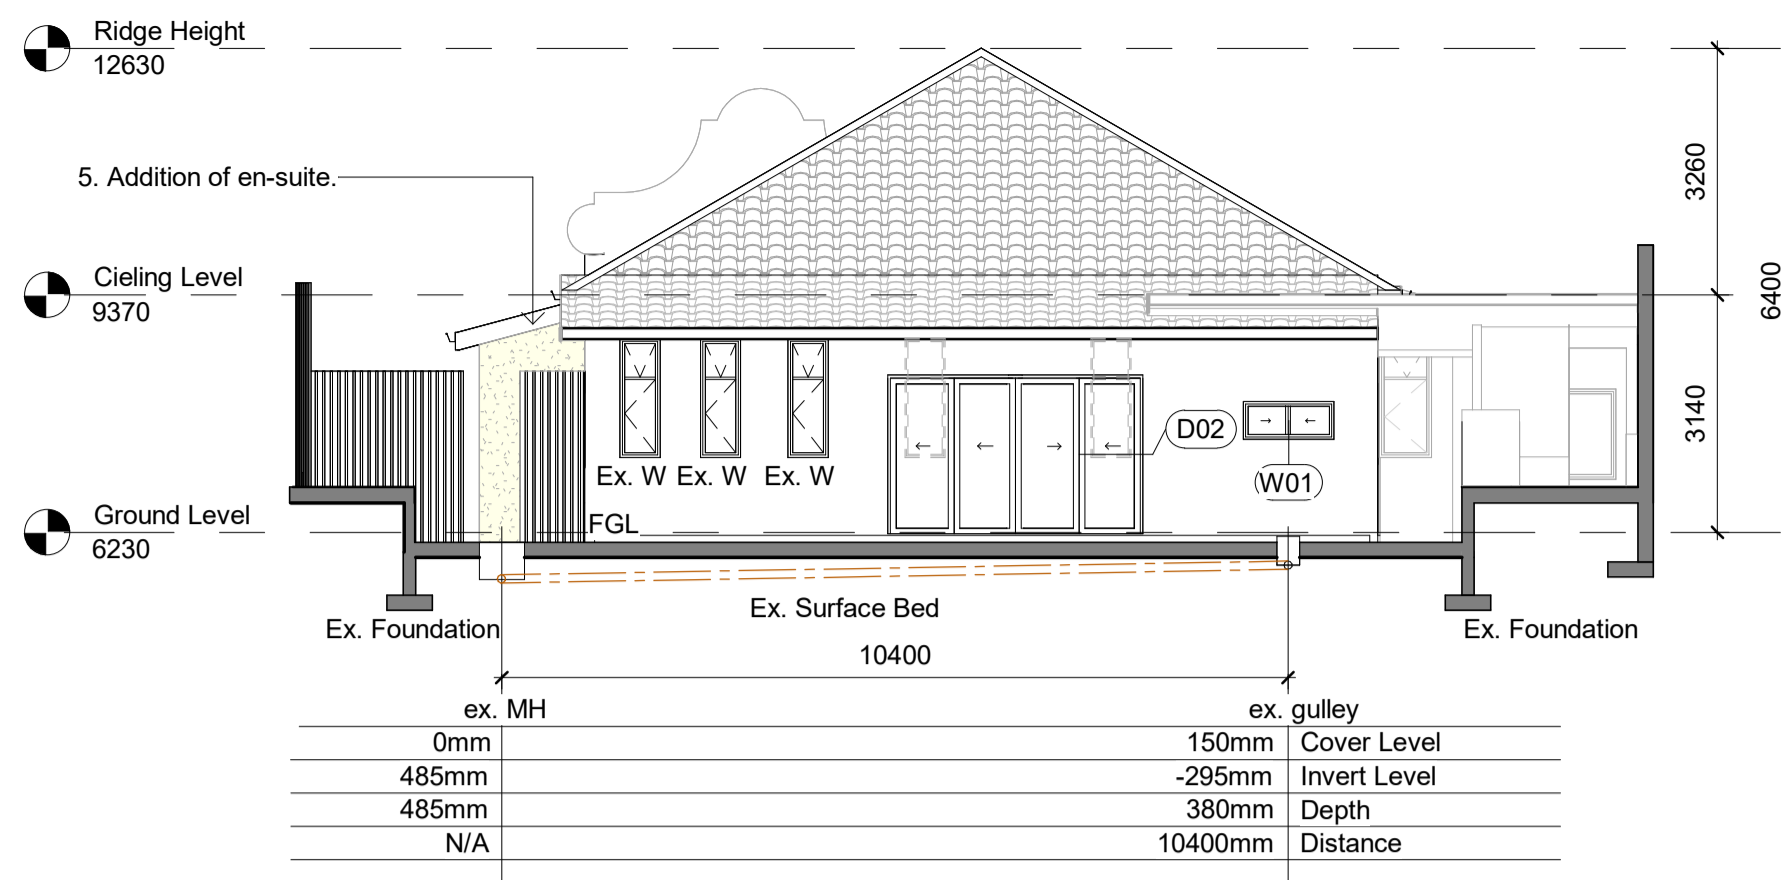 Ridge Height
12630
3260
5. Addition of en-suite.
Cieling Level
9370
6400
3140
D02
Ex. W Ex. W Ex. W
W01
Ground Level
6230
FGL
Ex. Surface Bed
Ex. Foundation
Ex. Foundation
10400
ex. MH ex. gulley
0mm 150mm Cover Level
485mm -295mm Invert Level
485mm 380mm Depth
N/A 10400mm Distance